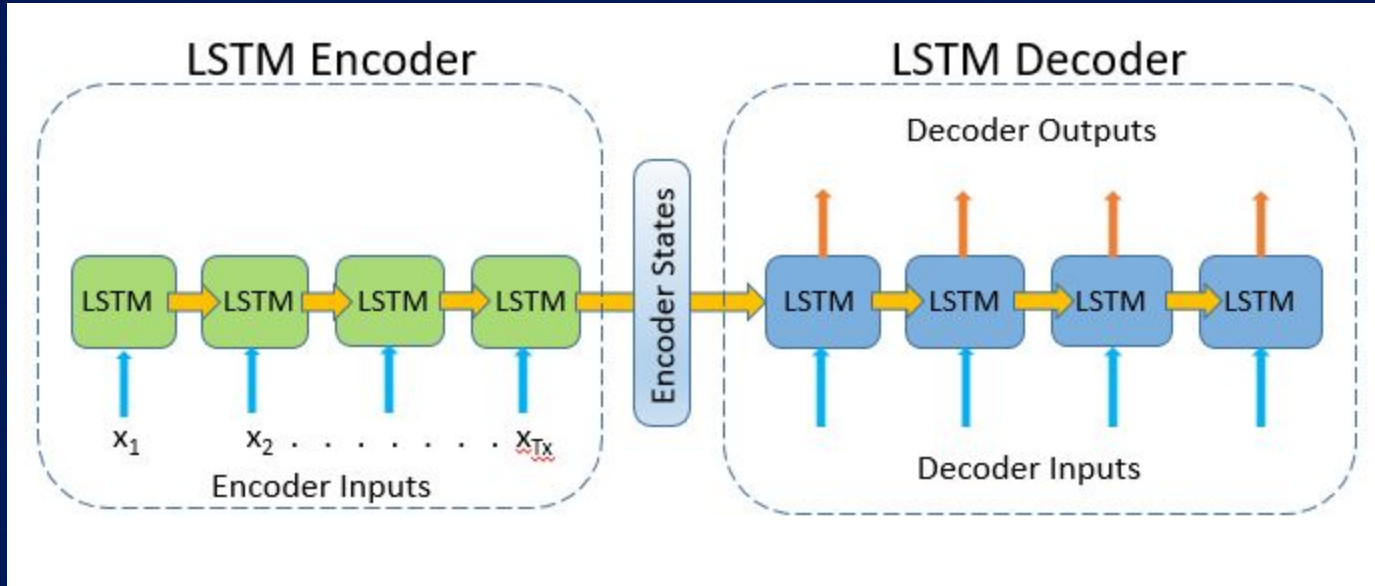 LSTM Encoder
LSTM LSTM LSTM LSTM
x₁ x₂ . . . . . . . x_Tx
Encoder Inputs
Encoder States
LSTM Decoder
Decoder Outputs
LSTM LSTM LSTM LSTM
Decoder Inputs